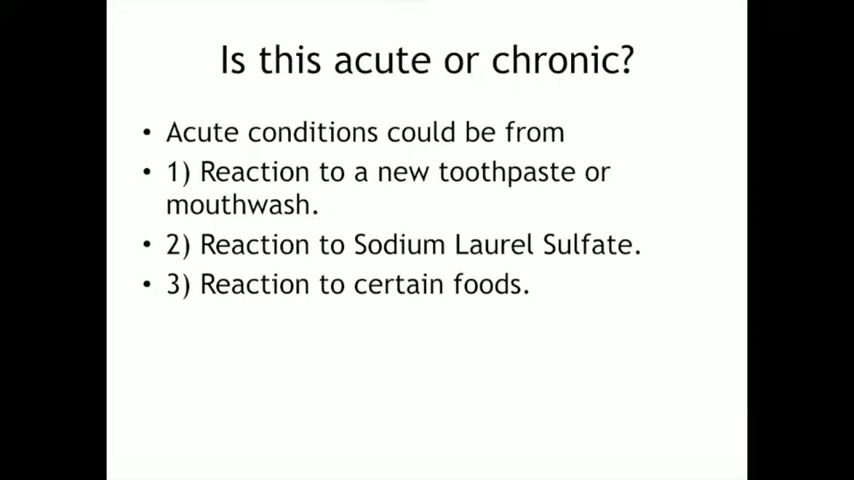 Is this acute or chronic?
• Acute conditions could be from
• 1) Reaction to a new toothpaste or
mouthwash.
• 2) Reaction to Sodium Laurel Sulfate.
• 3) Reaction to certain foods.